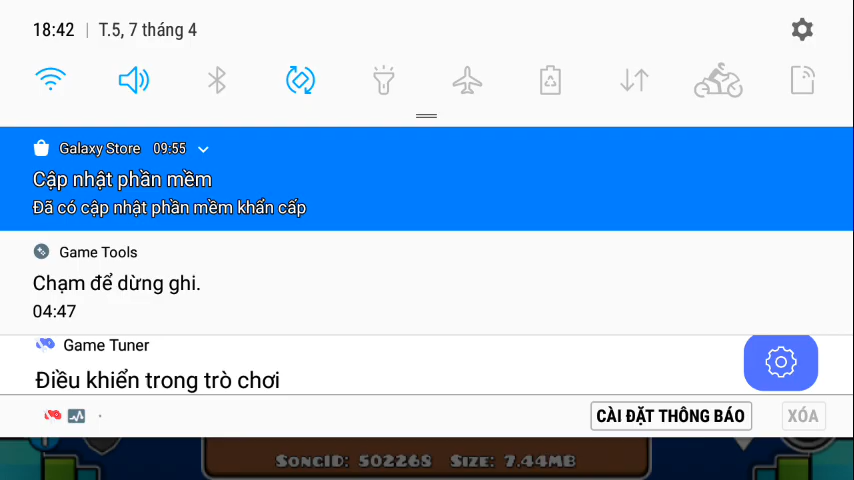 18:42 | T.5, 7 tháng 4
Galaxy Store 09:55
Cập nhật phần mềm
Đã có cập nhật phần mềm khẩn cấp
Game Tools
Chạm để dừng ghi.
04:47
Game Tuner
Điều khiển trong trò chơi
CÀI ĐẶT THÔNG BÁO XÓA
SongID: 502268 Size: 7.44MB